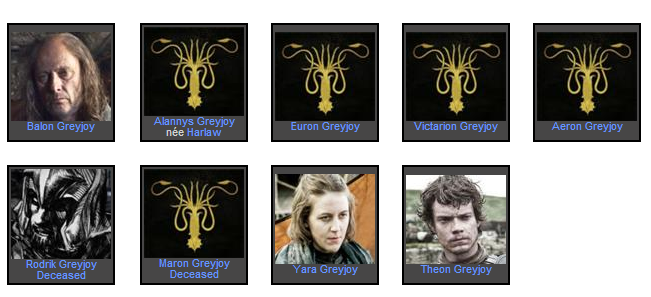 Balon Greyjoy
Alannys Greyjoy
née Harlaw
Euron Greyjoy
Victarion Greyjoy
Aeron Greyjoy
Rodrik Greyjoy
Deceased
Maron Greyjoy
Deceased
Yara Greyjoy
Theon Greyjoy